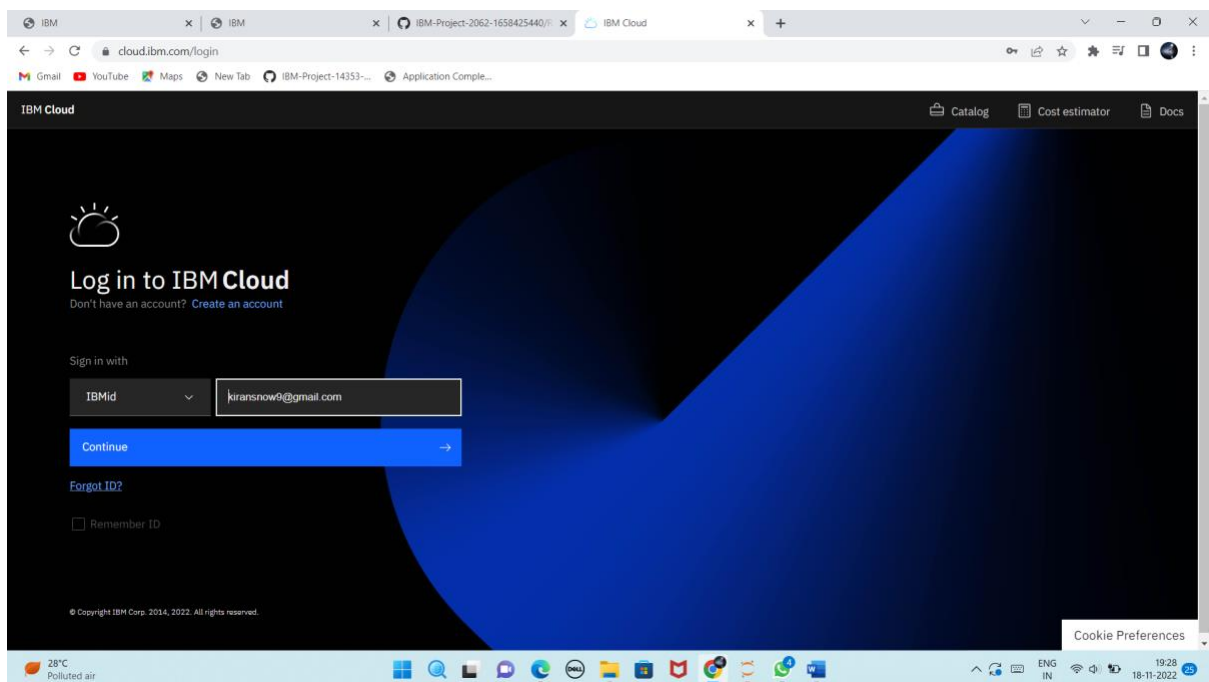 IBM
IBM
IBM-Project-2062-1658425440/R
IBM Cloud
cloud.ibm.com/login
Gmail YouTube Maps New Tab IBM-Project-14353-... Application Comple...
IBM Cloud Catalog Cost estimator Docs
Log in to IBM Cloud
Don't have an account? Create an account
Sign in with
IBMid kiransnow9@gmail.com
Continue
Forgot ID?
Remember ID
© Copyright IBM Corp. 2014, 2022. All rights reserved.
Cookie Preferences
28°C
Polluted air
DELL
4
ENG
IN
19:28
18-11-2022
25